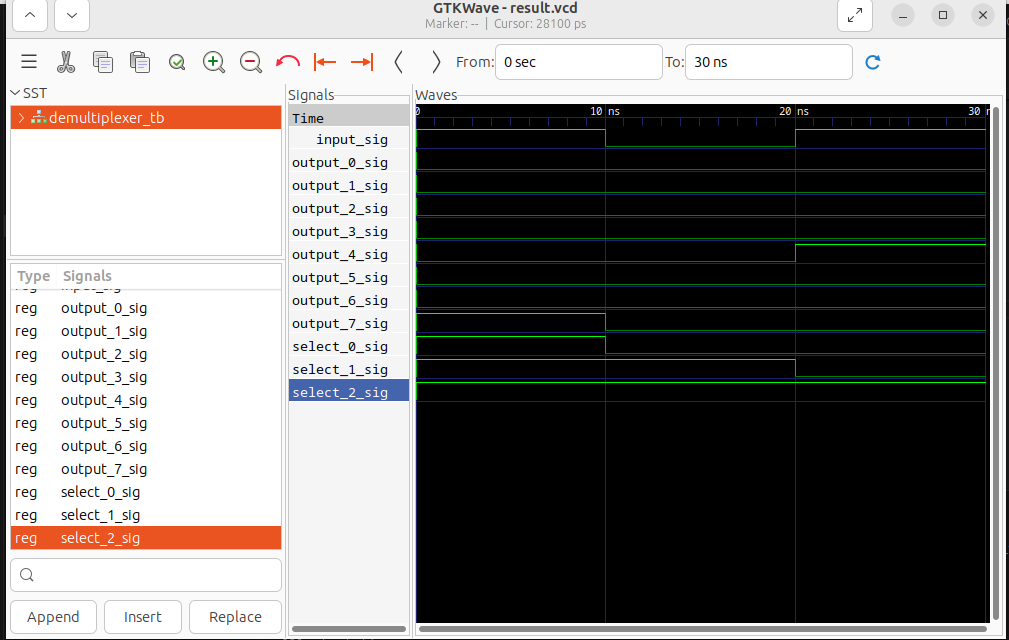 GTKWave - result.vcd
Marker: -- | Cursor: 28100 ps
From: 0 sec To: 30 ns
SST
demultiplexer_tb
Type Signals
reg
reg output_0_sig
reg output_1_sig
reg output_2_sig
reg output_3_sig
reg output_4_sig
reg output_5_sig
reg output_6_sig
reg output_7_sig
reg select_0_sig
reg select_1_sig
reg select_2_sig
Append Insert Replace
Signals
Time
input_sig
output_0_sig
output_1_sig
output_2_sig
output_3_sig
output_4_sig
output_5_sig
output_6_sig
output_7_sig
select_0_sig
select_1_sig
select_2_sig
Waves
0 10 ns 20 ns 30